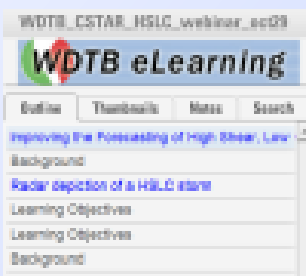 WDTB_CSTAR_HSLC_webinar_oct29
WDTB eLearning
Outline Thumbnails Notes Search
Improving the Forecasting of High Shear, Low
Background
Radar depiction of a HSLC storm
Learning Objectives
Learning Objectives
Background